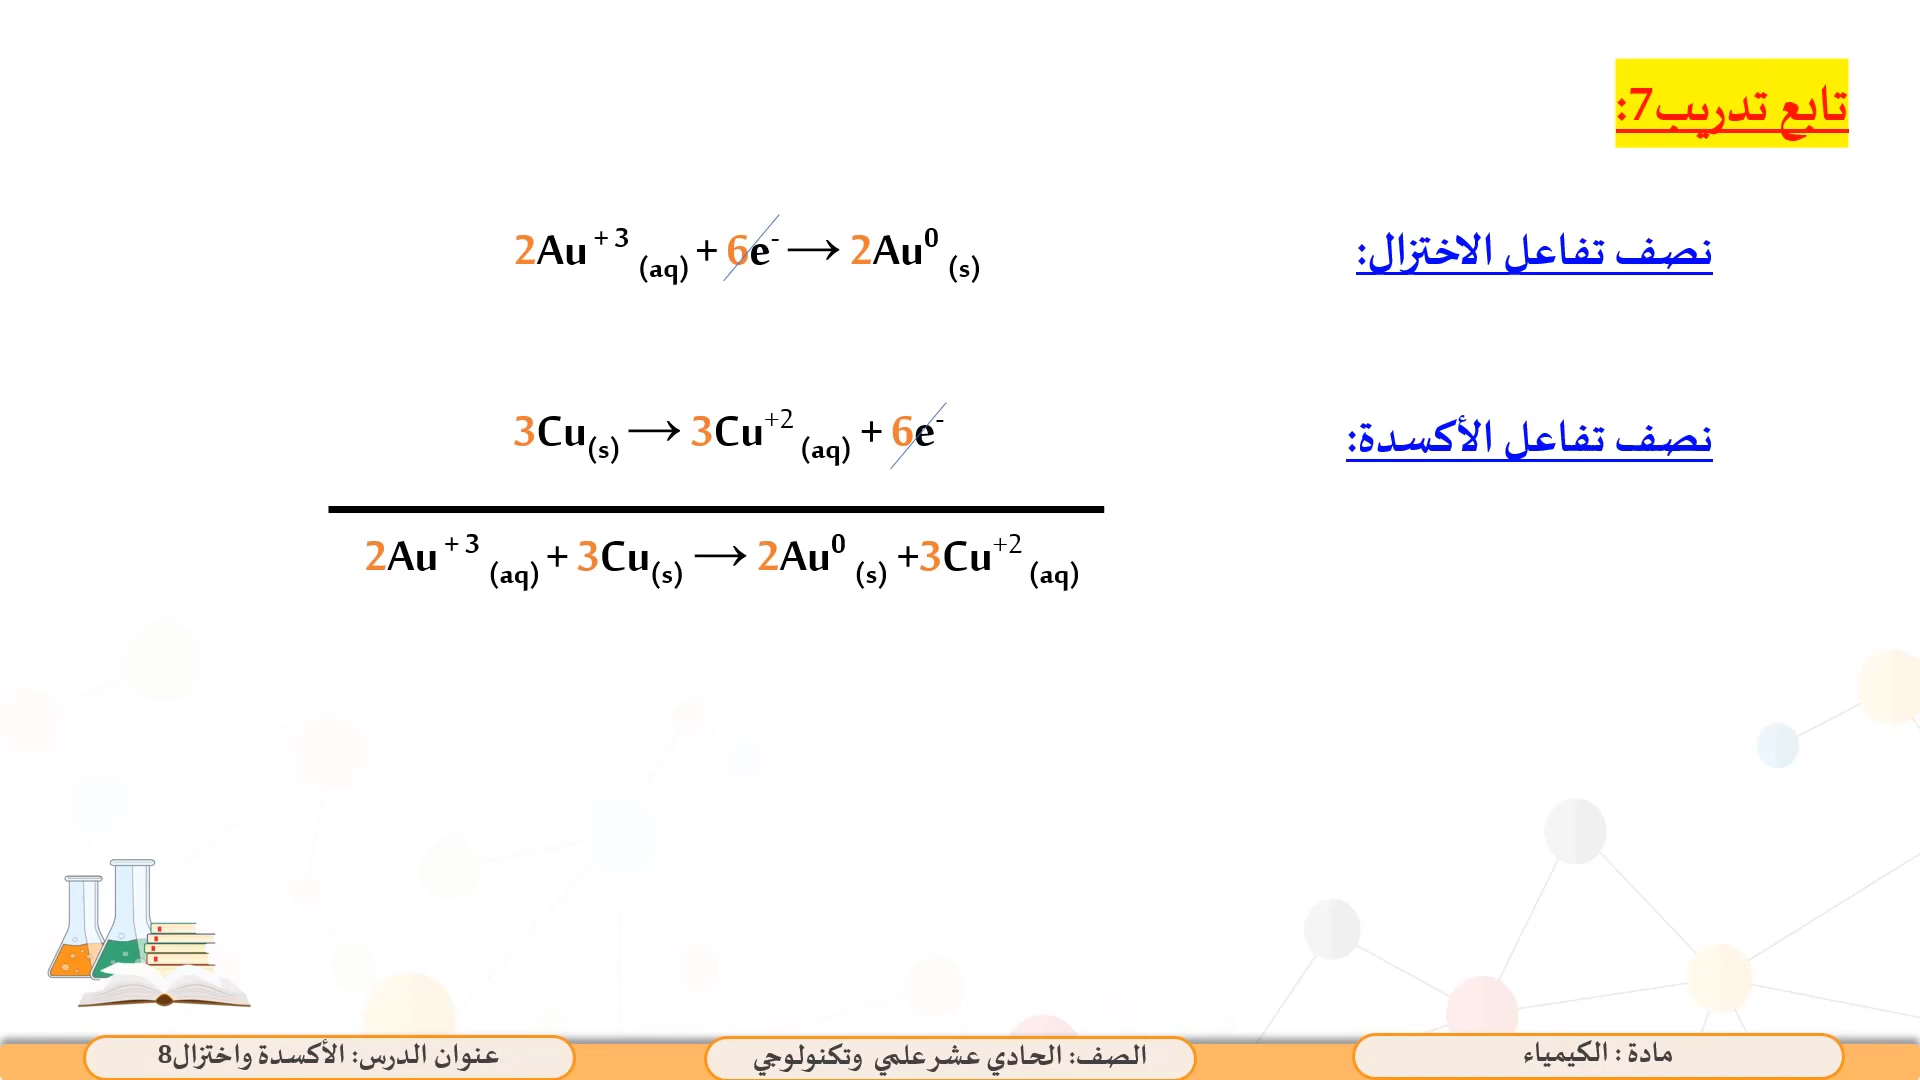 تابع تدريب7:
نصف تفاعل الاختزال:
2Au⁺³ (aq) + 6e⁻ → 2Au⁰ (s)
نصف تفاعل الأكسدة:
3Cu(s) → 3Cu⁺² (aq) + 6e⁻
2Au⁺³ (aq) + 3Cu(s) → 2Au⁰ (s) +3Cu⁺² (aq)
مادة : الكيمياء
الصف: الحادي عشر علمي وتكنولوجي
عنوان الدرس: الأكسدة واختزال8